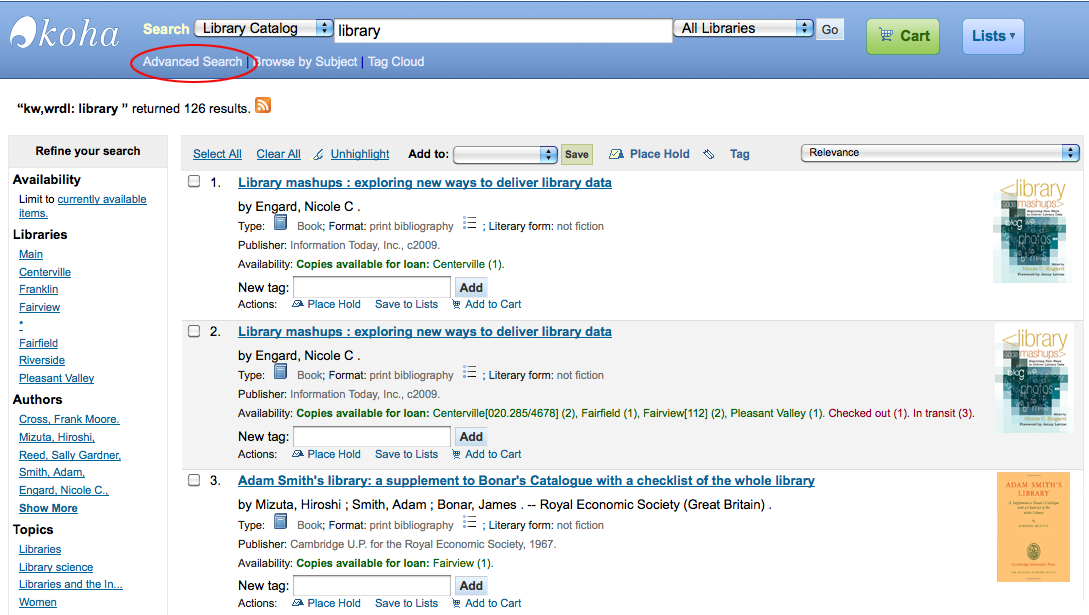 koha Search Library Catalog library All Libraries Go Cart Lists
Advanced Search | Browse by Subject | Tag Cloud
“kw,wrdl: library ” returned 126 results.
Refine your search
Availability
Limit to currently available
items.
Libraries
Main
Centerville
Franklin
Fairview
*
Fairfield
Riverside
Pleasant Valley
Authors
Cross, Frank Moore.
Mizuta, Hiroshi,
Reed, Sally Gardner,
Smith, Adam,
Engard, Nicole C.,
Show More
Topics
Libraries
Library science
Libraries and the In...
Women
Select All Clear All Unhighlight Add to: Save Place Hold Tag Relevance
1. Library mashups : exploring new ways to deliver library data
by Engard, Nicole C .
Type: Book; Format: print bibliography ; Literary form: not fiction
Publisher: Information Today, Inc., c2009.
Availability: Copies available for loan: Centerville (1).
New tag: Add
Actions: Place Hold Save to Lists Add to Cart
<library
mashups>
photos
Nicole C. Engard
2. Library mashups : exploring new ways to deliver library data
by Engard, Nicole C .
Type: Book; Format: print bibliography ; Literary form: not fiction
Publisher: Information Today, Inc., c2009.
Availability: Copies available for loan: Centerville[020.285/4678] (2), Fairfield (1), Fairview[112] (2), Pleasant Valley (1). Checked out (1). In transit (3).
New tag: Add
Actions: Place Hold Save to Lists Add to Cart
<library
mashups>
photos
Nicole C. Engard
3. Adam Smith's library: a supplement to Bonar's Catalogue with a checklist of the whole library
by Mizuta, Hiroshi ; Smith, Adam ; Bonar, James . -- Royal Economic Society (Great Britain) .
Type: Book; Format: print bibliography ; Literary form: not fiction
Publisher: Cambridge U.P. for the Royal Economic Society, 1967.
Availability: Copies available for loan: Fairview (1).
New tag: Add
Actions: Place Hold Save to Lists Add to Cart
ADAM SMITH'S
LIBRARY